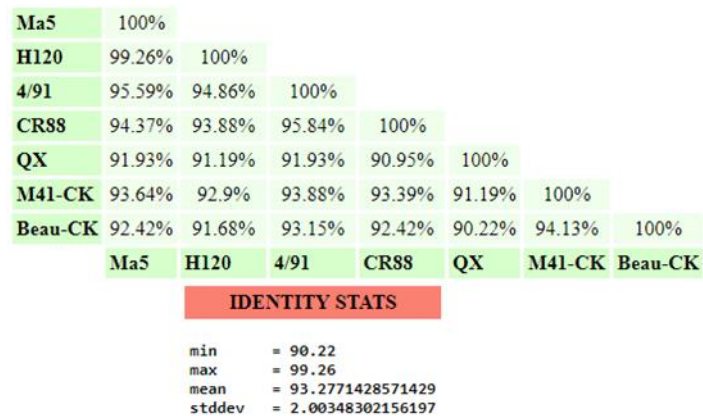 Ma5 100%
H120 99.26% 100%
4/91 95.59% 94.86% 100%
CR88 94.37% 93.88% 95.84% 100%
QX 91.93% 91.19% 91.93% 90.95% 100%
M41-CK 93.64% 92.9% 93.88% 93.39% 91.19% 100%
Beau-CK 92.42% 91.68% 93.15% 92.42% 90.22% 94.13% 100%
Ma5 H120 4/91 CR88 QX M41-CK Beau-CK
IDENTITY STATS
min = 90.22
max = 99.26
mean = 93.2771428571429
stddev = 2.00348302156197